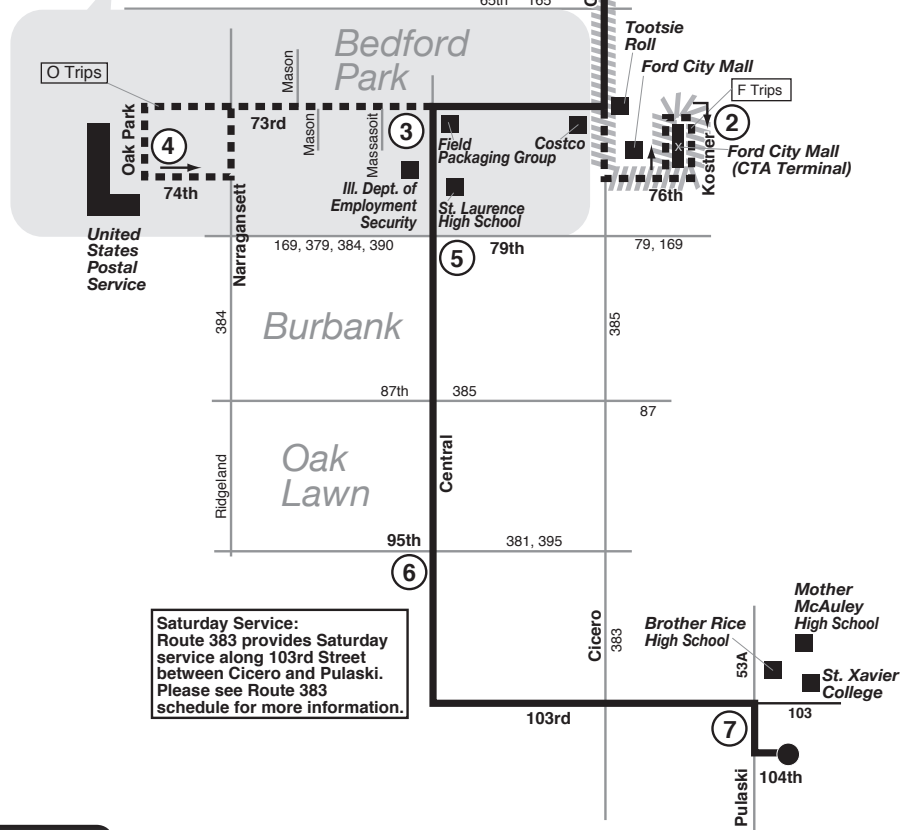 65th 165
C
Bedford
Park
Tootsie
Roll
Ford City Mall
O Trips
F Trips
Mason
Oak Park
4
73rd
Mason
Massasoit
3
Field
Packaging Group
Costco
2
Kostner
X
Ford City Mall
(CTA Terminal)
74th
Ill. Dept. of
Employment
Security
St. Laurence
High School
76th
United
States
Postal
Service
Narragansett
169, 379, 384, 390
5
79th
79, 169
384
Burbank
385
87th
385
87
Ridgeland
Oak
Lawn
Central
95th
381, 395
6
Saturday Service:
Route 383 provides Saturday
service along 103rd Street
between Cicero and Pulaski.
Please see Route 383
schedule for more information.
Cicero
383
Brother Rice
High School
Mother
McAuley
High School
53A
St. Xavier
College
103rd
103
7
Pulaski
104th